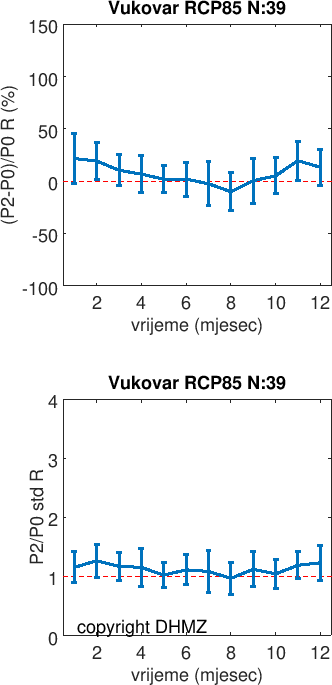 Vukovar RCP85 N:39
150
100
50
0
-50
-100
(P2-P0)/P0 R (%)
2 4 6 8 10 12
vrijeme (mjesec)
Vukovar RCP85 N:39
4
3
2
1
0
P2/P0 std R
copyright DHMZ
2 4 6 8 10 12
vrijeme (mjesec)